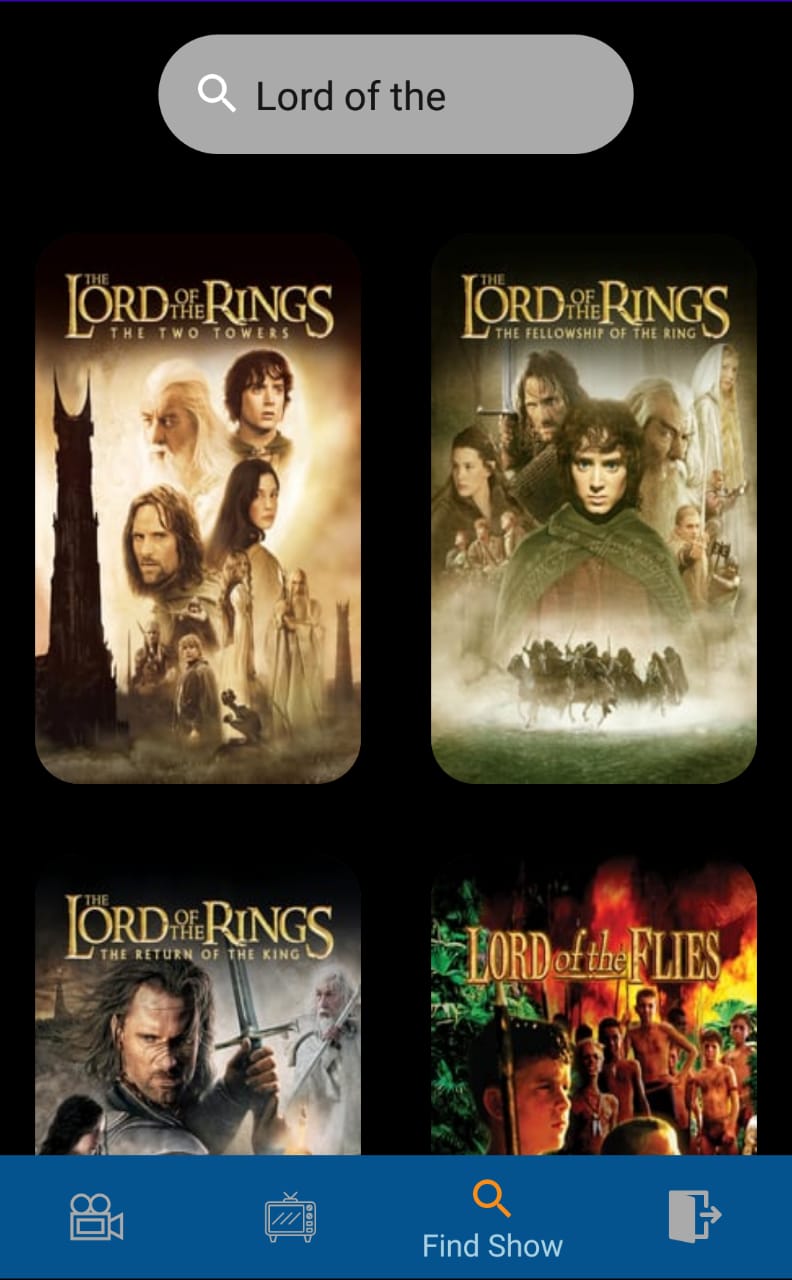 Lord of the
THE
LORD OF THE RINGS
THE TWO TOWERS
THE
LORD OF THE RINGS
THE FELLOWSHIP OF THE RING
THE
LORD OF THE RINGS
THE RETURN OF THE KING
LORD of the FLIES
Find Show